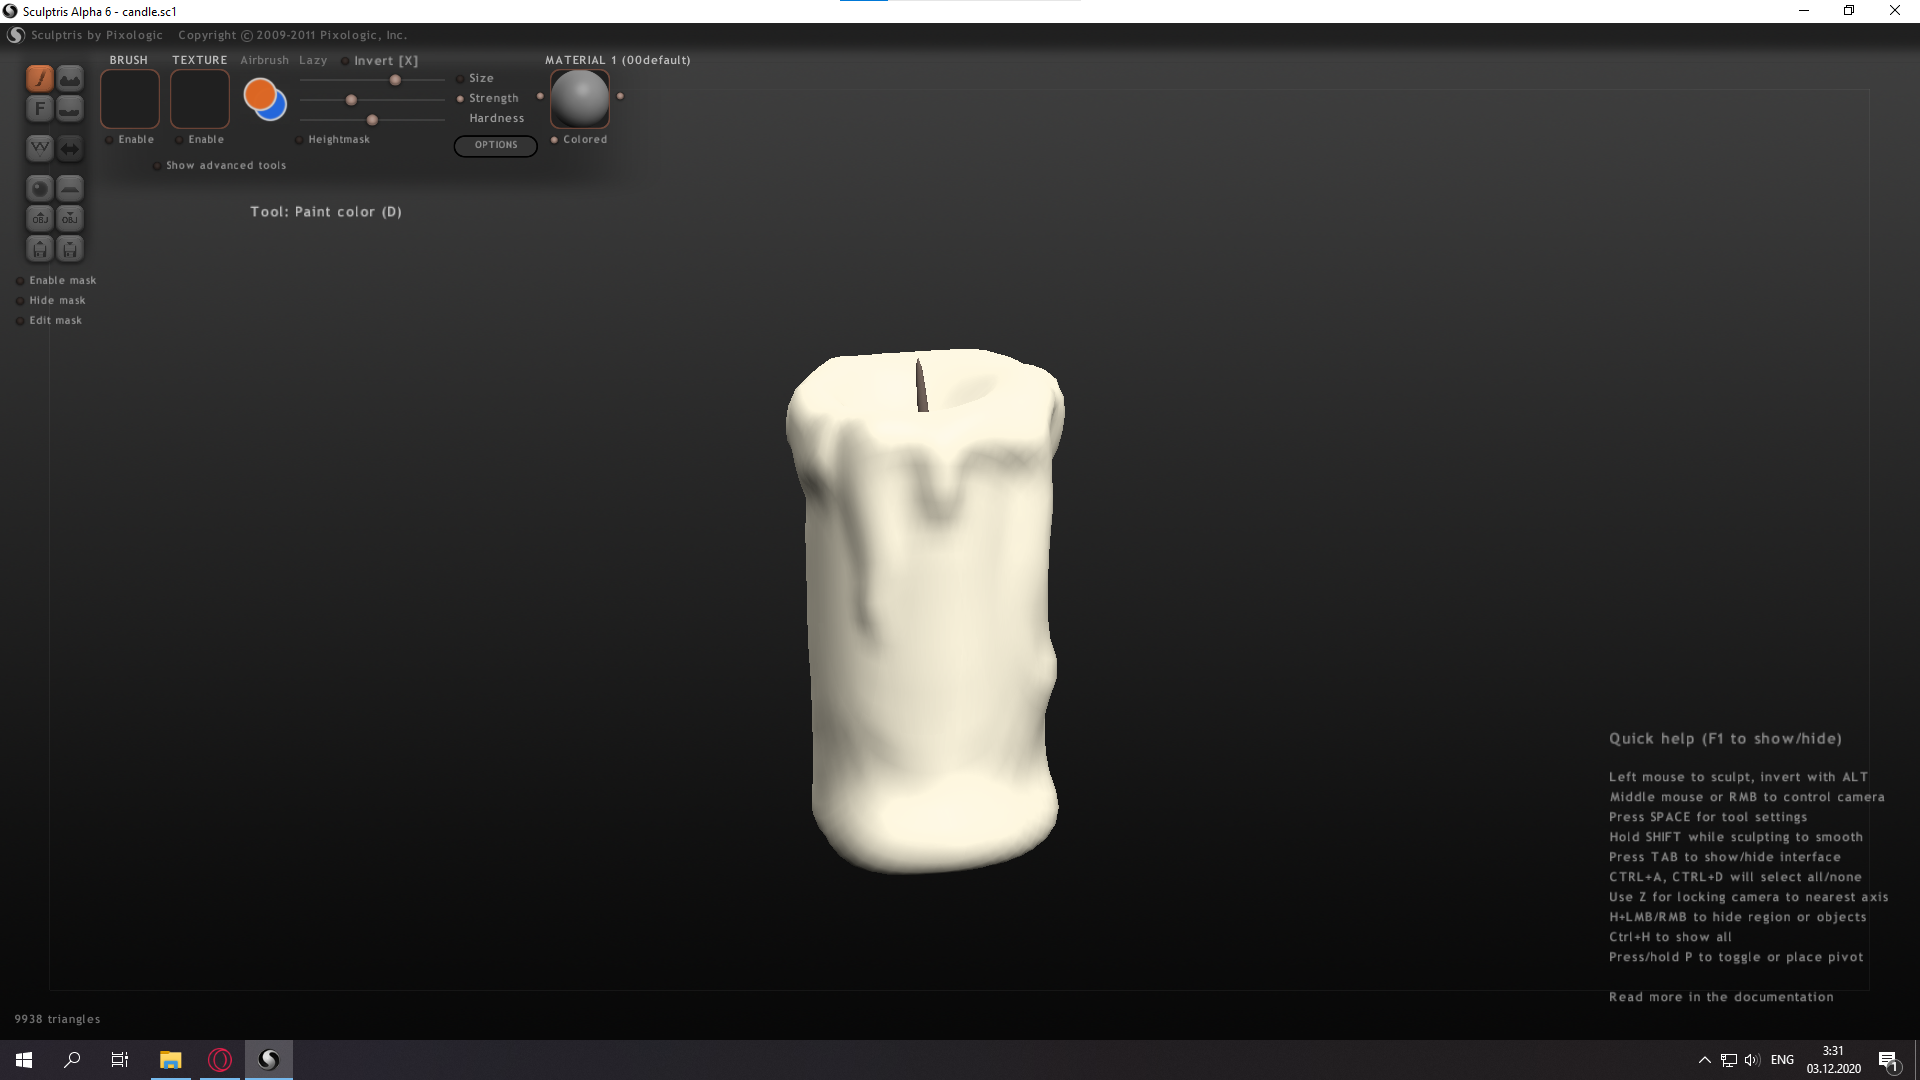 Sculptris Alpha 6 - candle.sc1
Sculptris by Pixologic Copyright © 2009-2011 Pixologic, Inc.
BRUSH TEXTURE Airbrush Lazy Invert [X] MATERIAL 1 (00default)
Size
F Strength
Hardness
Enable Enable Heightmask OPTIONS Colored
Show advanced tools
Tool: Paint color (D)
OBJ OBJ
Enable mask
Hide mask
Edit mask
Quick help (F1 to show/hide)
Left mouse to sculpt, invert with ALT
Middle mouse or RMB to control camera
Press SPACE for tool settings
Hold SHIFT while sculpting to smooth
Press TAB to show/hide interface
CTRL+A, CTRL+D will select all/none
Use Z for locking camera to nearest axis
H+LMB/RMB to hide region or objects
Ctrl+H to show all
Press/hold P to toggle or place pivot
Read more in the documentation
9938 triangles
ENG 3:31
03.12.2020 1